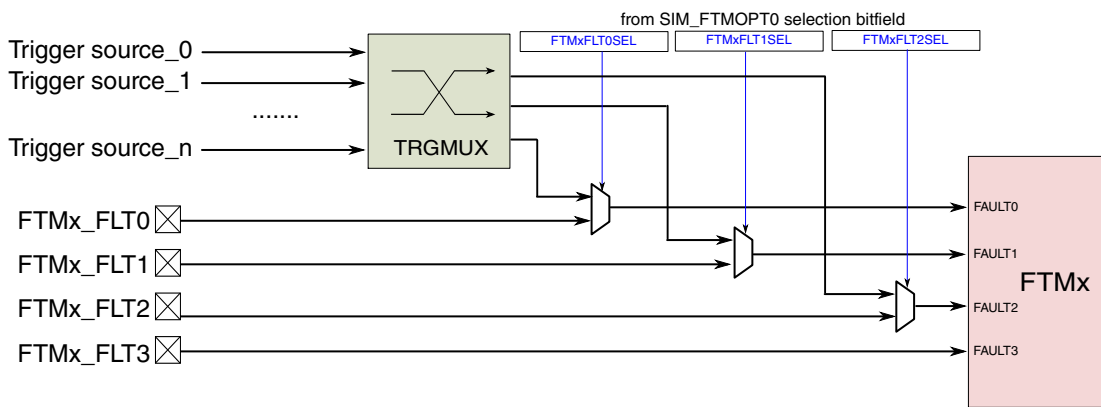 from SIM_FTMOPT0 selection bitfield
FTMxFLT0SEL
FTMxFLT1SEL
FTMxFLT2SEL
Trigger source_0
Trigger source_1
.......
Trigger source_n
TRGMUX
FTMx_FLT0
FTMx_FLT1
FTMx_FLT2
FTMx_FLT3
FAULT0
FAULT1
FTMx
FAULT2
FAULT3